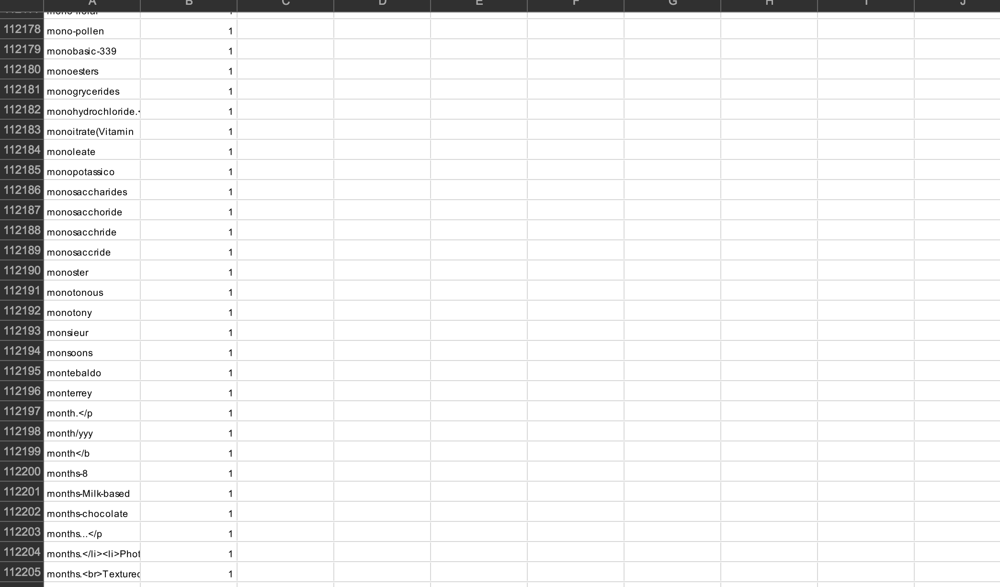 A B C D E F G H I J
112178 mono-pollen 1
112179 monobasic-339 1
112180 monoesters 1
112181 monogrycerides 1
112182 monohydrochloride.< 1
112183 monoitrate(Vitamin 1
112184 monoleate 1
112185 monopotassico 1
112186 monosaccharides 1
112187 monosacchoride 1
112188 monosacchride 1
112189 monosaccride 1
112190 monoster 1
112191 monotonous 1
112192 monotony 1
112193 monsieur 1
112194 monsoons 1
112195 montebaldo 1
112196 monterrey 1
112197 month.</p 1
112198 month/yyy 1
112199 month</b 1
112200 months-8 1
112201 months-Milk-based 1
112202 months-chocolate 1
112203 months...</p 1
112204 months.</li><li>Phot 1
112205 months.<br>Textured 1